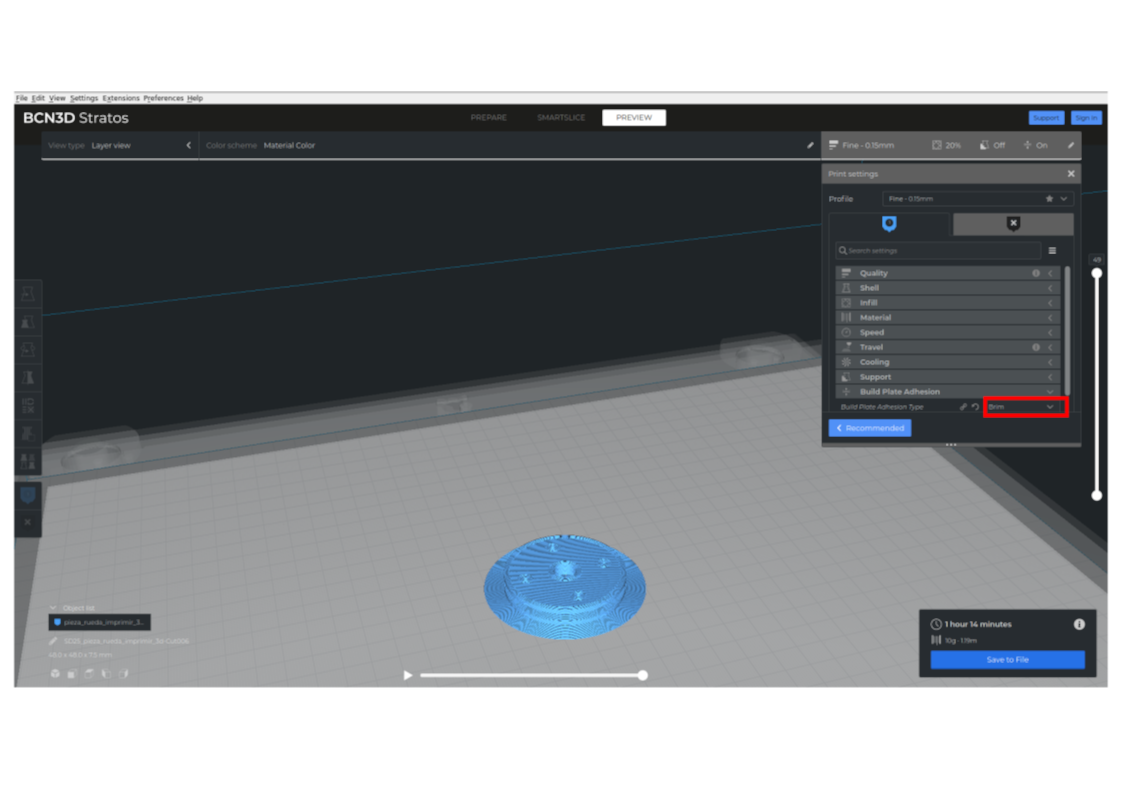 File Edit View Settings Extensions Preferences Help
BCN3D Stratos
PREPARE SMARTSLICE PREVIEW
Support Sign in
View type Layer view Color scheme Material Color
Fine - 0.15mm 20% Off On
Print settings
Profile Fine - 0.15mm
Search settings
Quality
Shell
Infill
Material
Speed
Travel
Cooling
Support
Build Plate Adhesion
Build Plate Adhesion Type Brim
Recommended
49
Object list
pieza_rueda_imprimir_3...
48.0 x 48.0 x 7.3 mm
1 hour 14 minutes
10g · 1.19m
Save to File